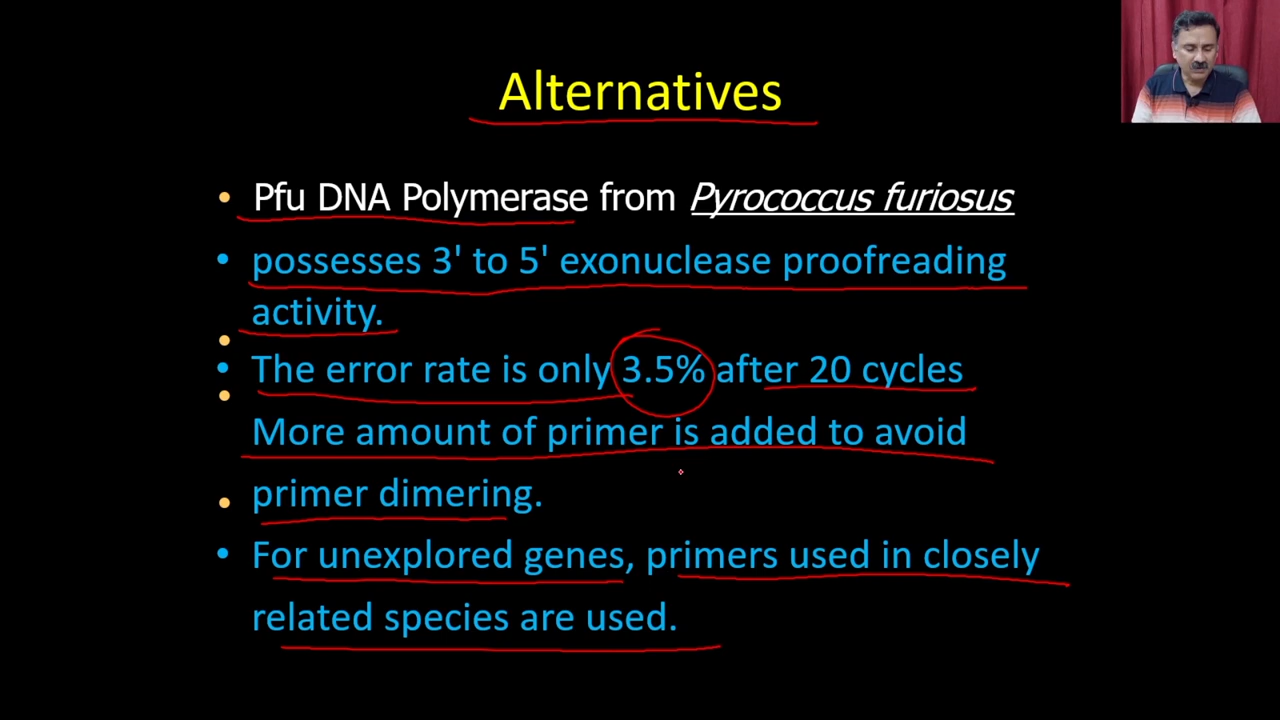 Alternatives
• Pfu DNA Polymerase from Pyrococcus furiosus
• possesses 3' to 5' exonuclease proofreading
activity.
• The error rate is only 3.5% after 20 cycles
More amount of primer is added to avoid
primer dimering.
• For unexplored genes, primers used in closely
related species are used.